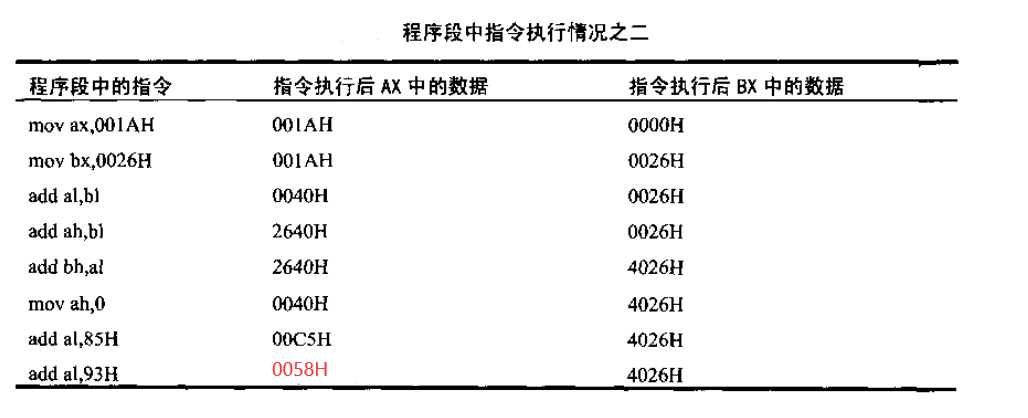 程序段中指令执行情况之二
程序段中的指令 指令执行后 AX 中的数据 指令执行后 BX 中的数据
mov ax,001AH 001AH 0000H
mov bx,0026H 001AH 0026H
add al,bl 0040H 0026H
add ah,bl 2640H 0026H
add bh,al 2640H 4026H
mov ah,0 0040H 4026H
add al,85H 00C5H 4026H
add al,93H 0058H 4026H